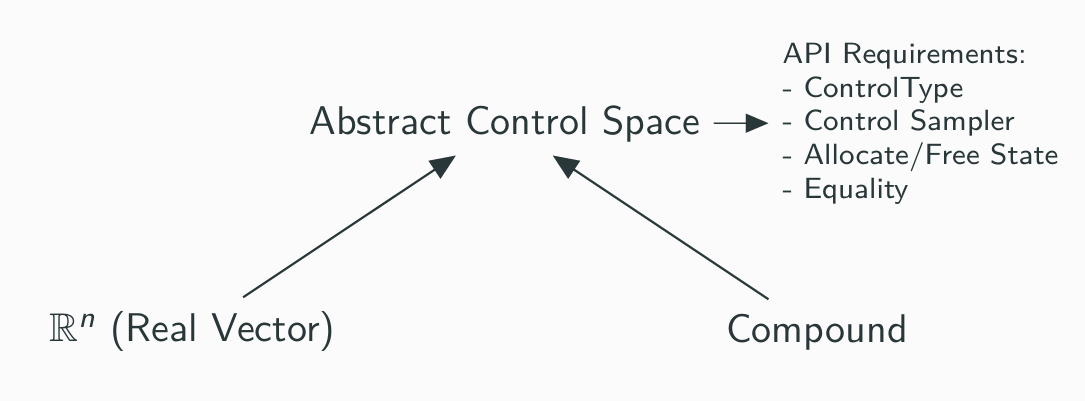 API Requirements:
- ControlType
Abstract Control Space
- Control Sampler
- Allocate/Free State
- Equality
ℝⁿ (Real Vector)
Compound